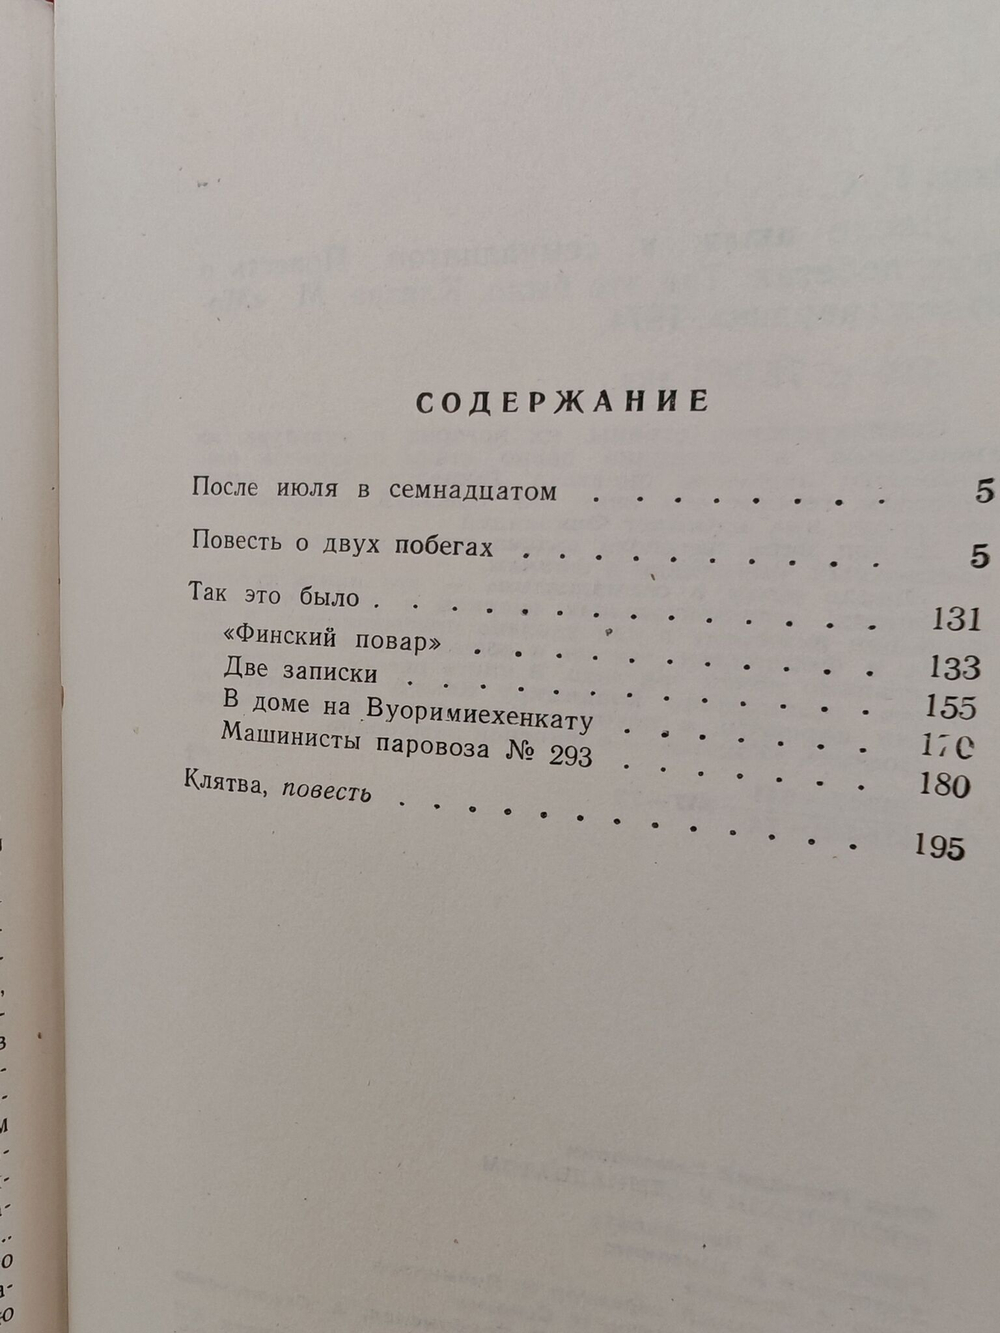 СОДЕРЖАНИЕ
После июля в семнадцатом . . . . . . . . 5
Повесть о двух побегах . . . . . . . . . . 5
Так это было . . . . . . . . . . . . . . 131
«Финский повар» . . . . . . . . . . . 133
Две записки . . . . . . . . . . . . . 155
В доме на Вуоримиехенкату . . . . . . . 170
Машинисты паровоза № 293 . . . . . . . 180
Клятва, повесть . . . . . . . . . . . . . 195